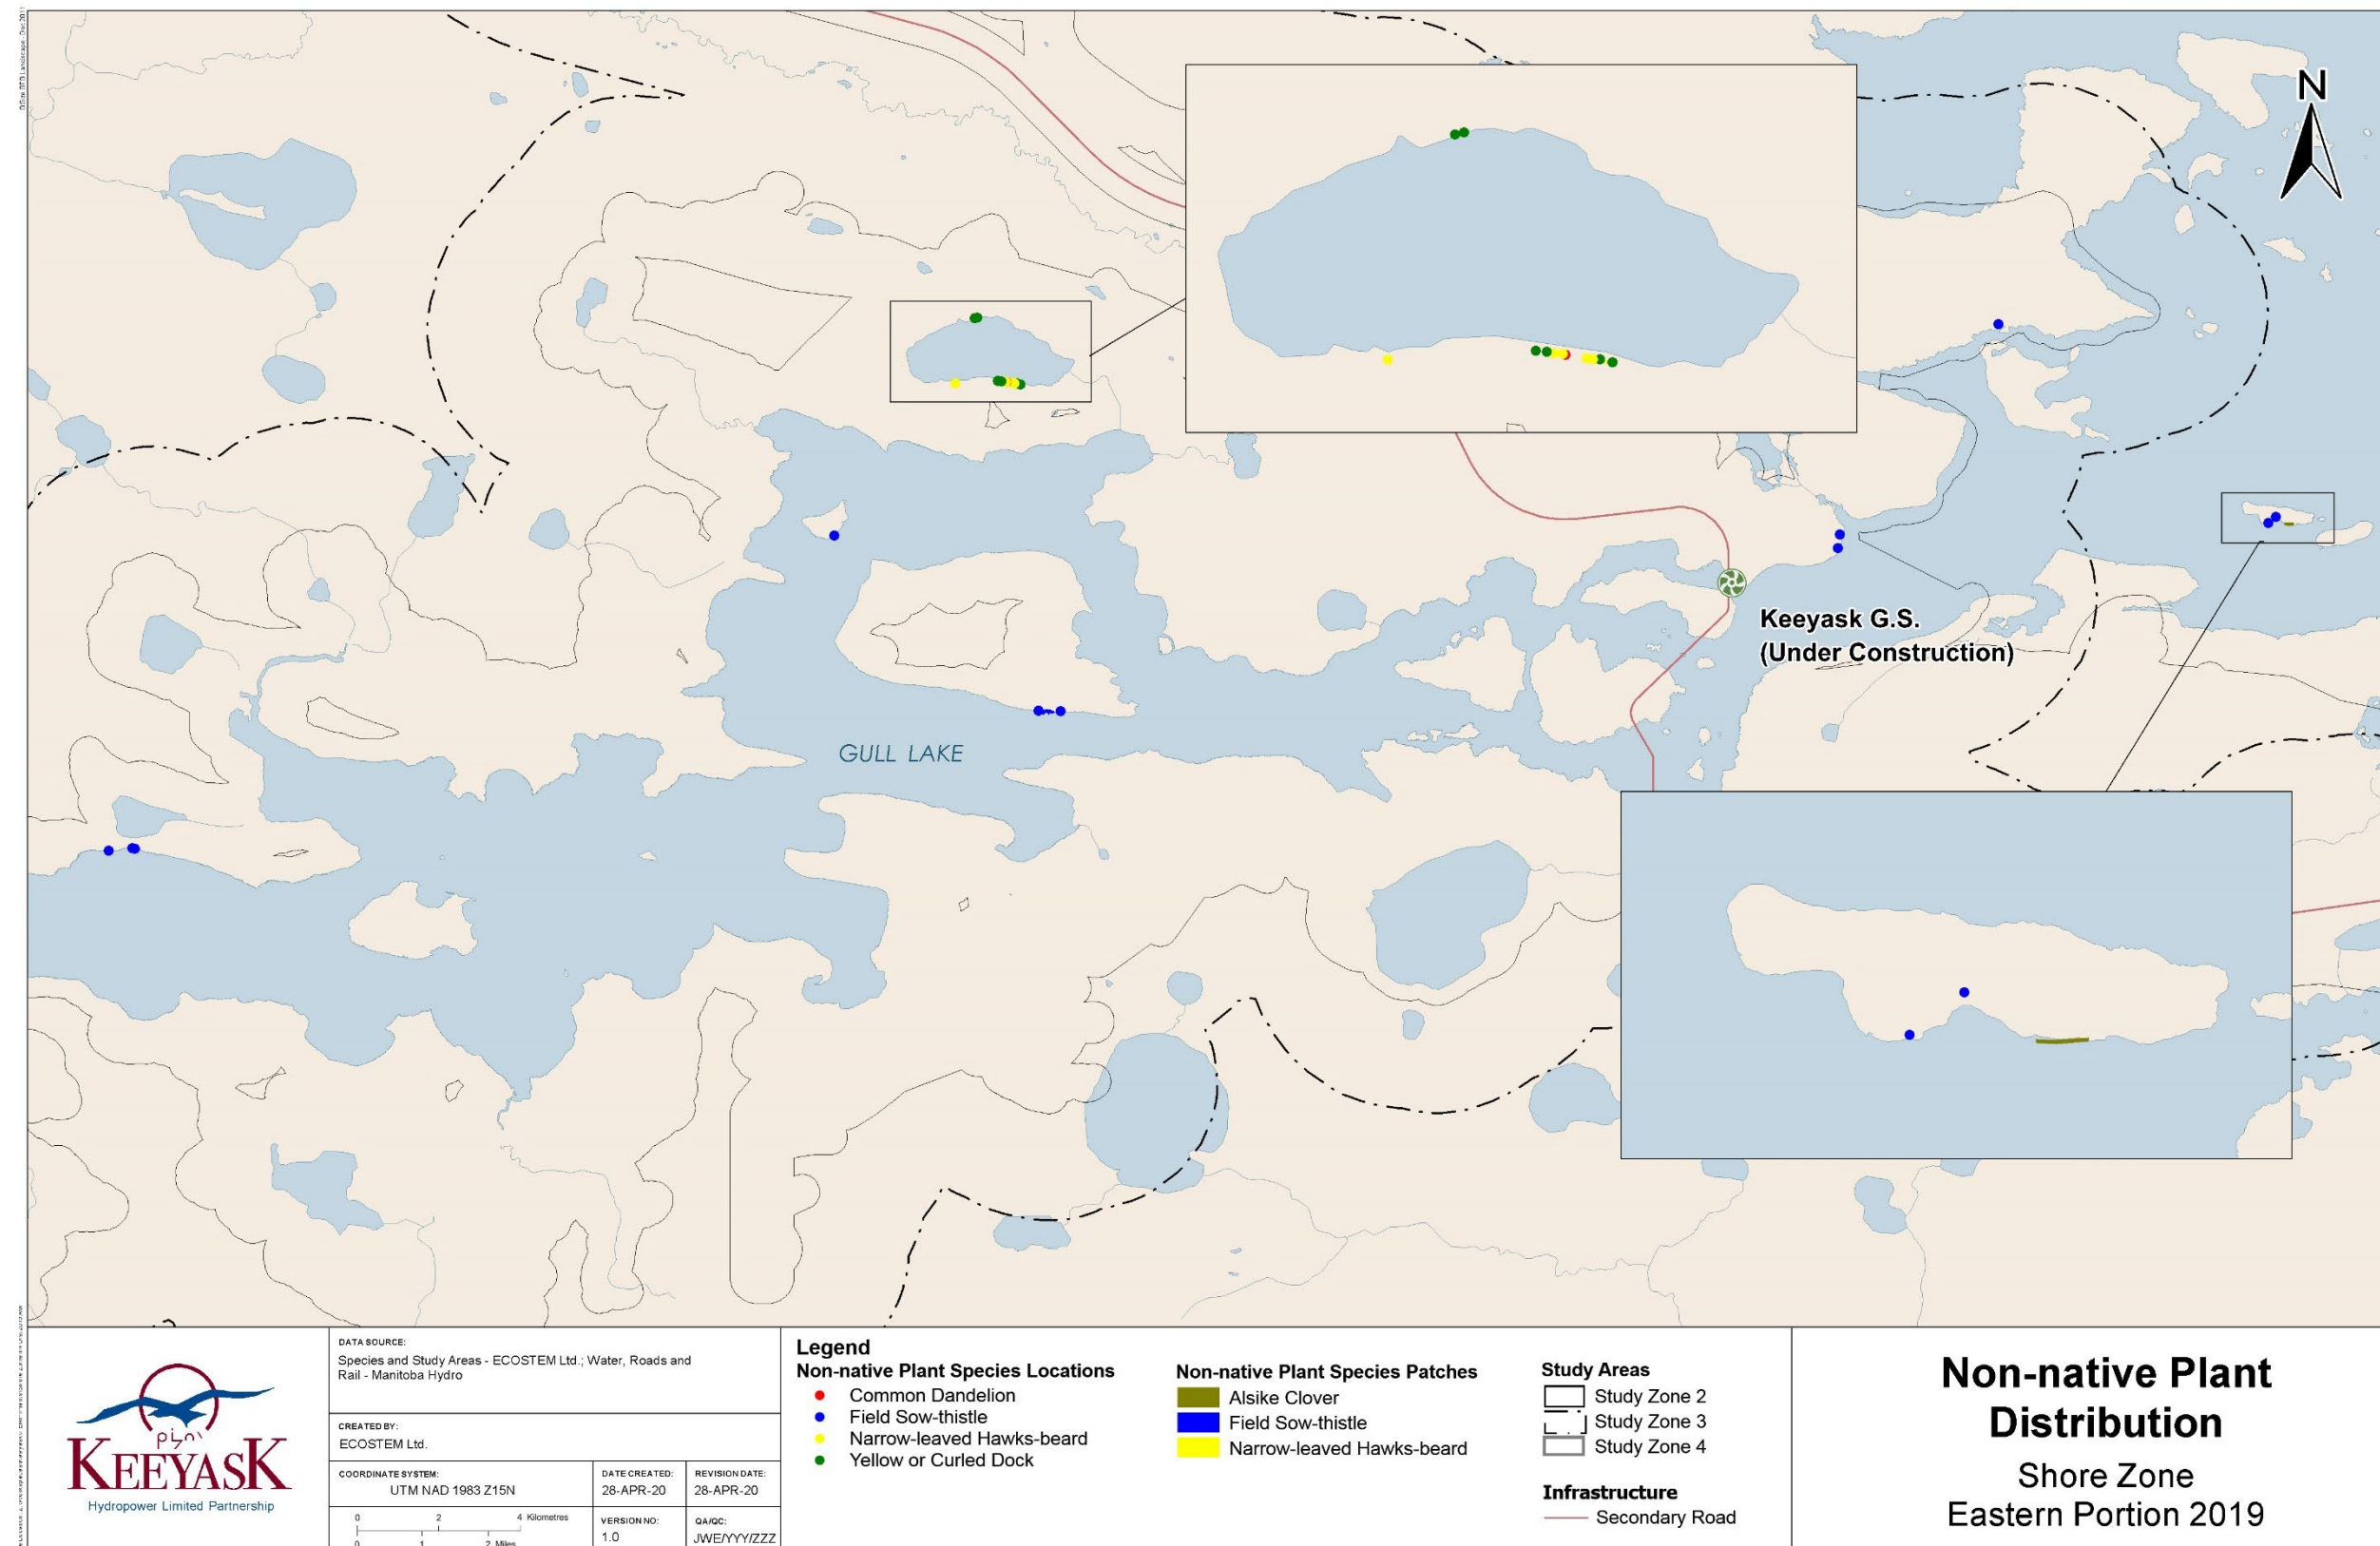 N
Keeyask G.S.
(Under Construction)
GULL LAKE
KEEYASK
Hydropower Limited Partnership
DATA SOURCE:
Species and Study Areas - ECOSTEM Ltd.; Water, Roads and
Rail - Manitoba Hydro
CREATED BY:
ECOSTEM Ltd.
COORDINATE SYSTEM:
UTM NAD 1983 Z15N
DATE CREATED:
28-APR-20
REVISION DATE:
28-APR-20
0 2 4 Kilometres
0 1 2 Miles
VERSION NO:
1.0
QA/QC:
JWE/YYY/ZZZ
Legend
Non-native Plant Species Locations
Common Dandelion
Field Sow-thistle
Narrow-leaved Hawks-beard
Yellow or Curled Dock
Non-native Plant Species Patches
Alsike Clover
Field Sow-thistle
Narrow-leaved Hawks-beard
Study Areas
Study Zone 2
Study Zone 3
Study Zone 4
Infrastructure
Secondary Road
Non-native Plant
Distribution
Shore Zone
Eastern Portion 2019